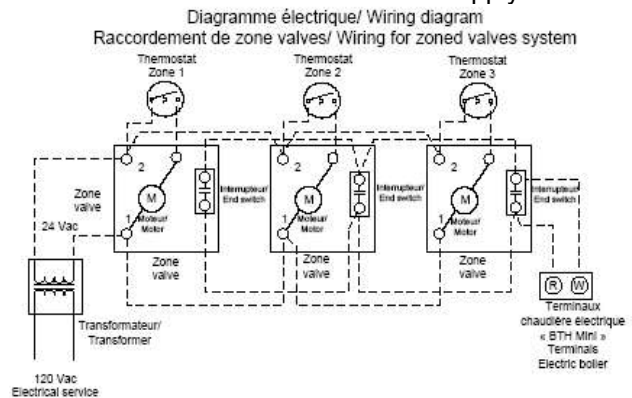 Diagramme électrique/ Wiring diagram
Raccordement de zone valves/ Wiring for zoned valves system
Thermostat
Zone 1
Thermostat
Zone 2
Thermostat
Zone 3
2
Zone
valve
1
M
Moteur/
Motor
Interrupteur/
End switch
Zone
valve
2
1
M
Moteur/
Motor
Interrupteur/
End switch
Zone
valve
2
1
M
Moteur/
Motor
Interrupteur/
End switch
Zone
valve
24 Vac
Transformateur/
Transformer
120 Vac
Electrical service
R W
Terminaux
chaudière électrique
« BTH Mini »
Terminals
Electric boiler